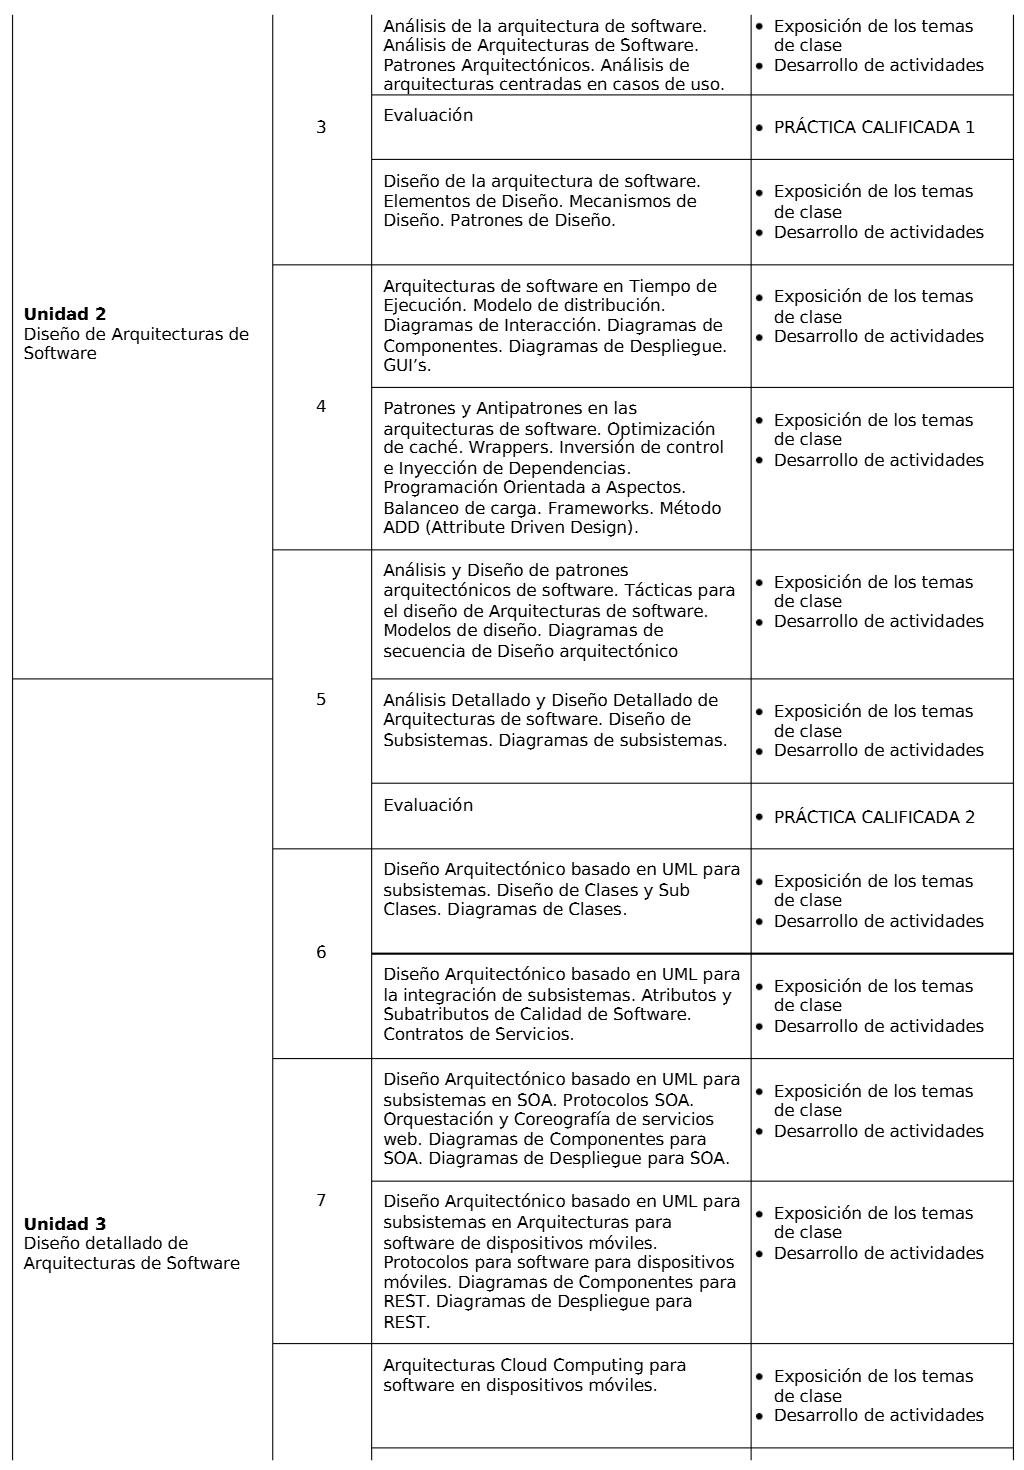 Análisis de la arquitectura de software.
Análisis de Arquitecturas de Software.
Patrones Arquitectónicos. Análisis de
arquitecturas centradas en casos de uso.
• Exposición de los temas
de clase
• Desarrollo de actividades
3
Evaluación
• PRÁCTICA CALIFICADA 1
Diseño de la arquitectura de software.
Elementos de Diseño. Mecanismos de
Diseño. Patrones de Diseño.
• Exposición de los temas
de clase
• Desarrollo de actividades
Unidad 2
Diseño de Arquitecturas de
Software
4
Arquitecturas de software en Tiempo de
Ejecución. Modelo de distribución.
Diagramas de Interacción. Diagramas de
Componentes. Diagramas de Despliegue.
GUI’s.
• Exposición de los temas
de clase
• Desarrollo de actividades
Patrones y Antipatrones en las
arquitecturas de software. Optimización
de caché. Wrappers. Inversión de control
e Inyección de Dependencias.
Programación Orientada a Aspectos.
Balanceo de carga. Frameworks. Método
ADD (Attribute Driven Design).
• Exposición de los temas
de clase
• Desarrollo de actividades
5
Análisis y Diseño de patrones
arquitectónicos de software. Tácticas para
el diseño de Arquitecturas de software.
Modelos de diseño. Diagramas de
secuencia de Diseño arquitectónico
• Exposición de los temas
de clase
• Desarrollo de actividades
Análisis Detallado y Diseño Detallado de
Arquitecturas de software. Diseño de
Subsistemas. Diagramas de subsistemas.
• Exposición de los temas
de clase
• Desarrollo de actividades
Evaluación
• PRÁCTICA CALIFICADA 2
Unidad 3
Diseño detallado de
Arquitecturas de Software
6
Diseño Arquitectónico basado en UML para
subsistemas. Diseño de Clases y Sub
Clases. Diagramas de Clases.
• Exposición de los temas
de clase
• Desarrollo de actividades
Diseño Arquitectónico basado en UML para
la integración de subsistemas. Atributos y
Subatributos de Calidad de Software.
Contratos de Servicios.
• Exposición de los temas
de clase
• Desarrollo de actividades
7
Diseño Arquitectónico basado en UML para
subsistemas en SOA. Protocolos SOA.
Orquestación y Coreografía de servicios
web. Diagramas de Componentes para
SOA. Diagramas de Despliegue para SOA.
• Exposición de los temas
de clase
• Desarrollo de actividades
Diseño Arquitectónico basado en UML para
subsistemas en Arquitecturas para
software de dispositivos móviles.
Protocolos para software para dispositivos
móviles. Diagramas de Componentes para
REST. Diagramas de Despliegue para
REST.
• Exposición de los temas
de clase
• Desarrollo de actividades
Arquitecturas Cloud Computing para
software en dispositivos móviles.
• Exposición de los temas
de clase
• Desarrollo de actividades